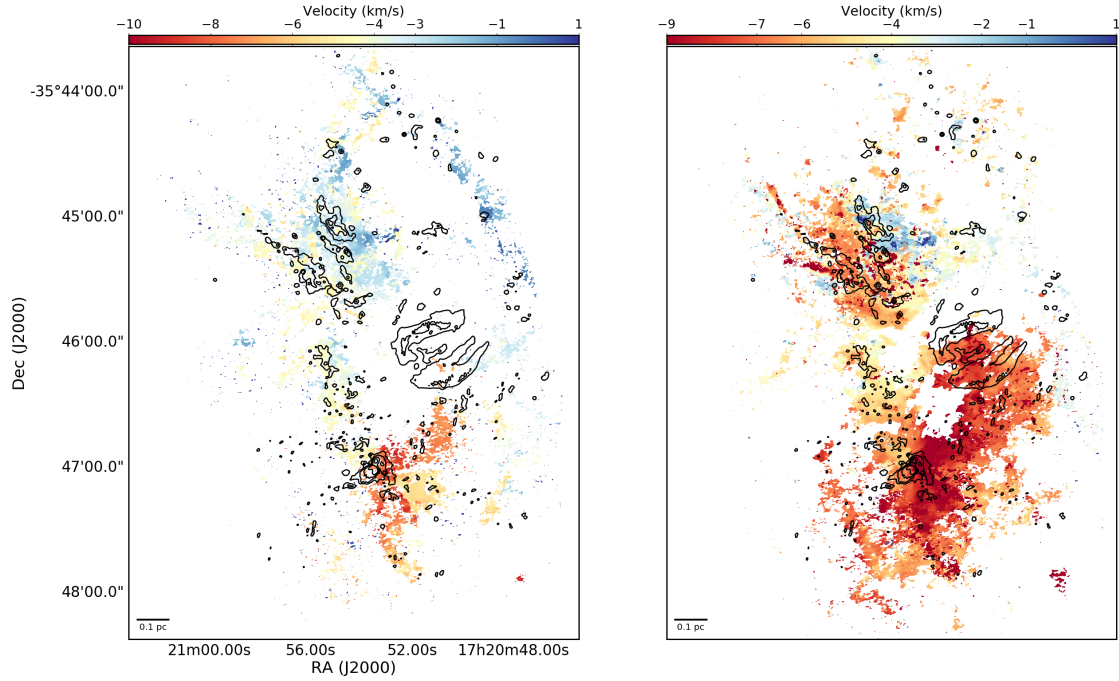 Velocity (km/s)
−10 −6 −4 −3 −1 1
Velocity (km/s)
−9 −7 −6 −4 −2 −1 1
-35°44'00.0"
45'00.0"
46'00.0"
47'00.0"
48'00.0"
Dec (J2000)
0.1 pc
0.1 pc
21m00.00s 56.00s 52.00s 17h20m48.00s
RA (J2000)